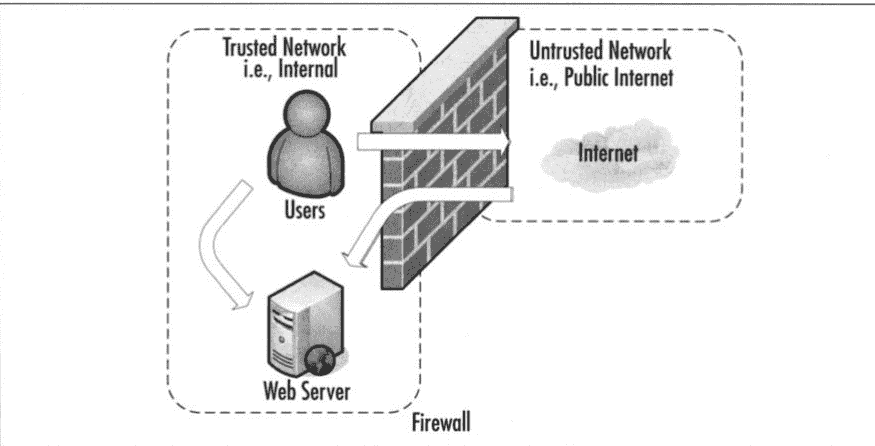 Trusted Network
i.e., Internal
Untrusted Network
i.e., Public Internet
Internet
Users
Web Server
Firewall